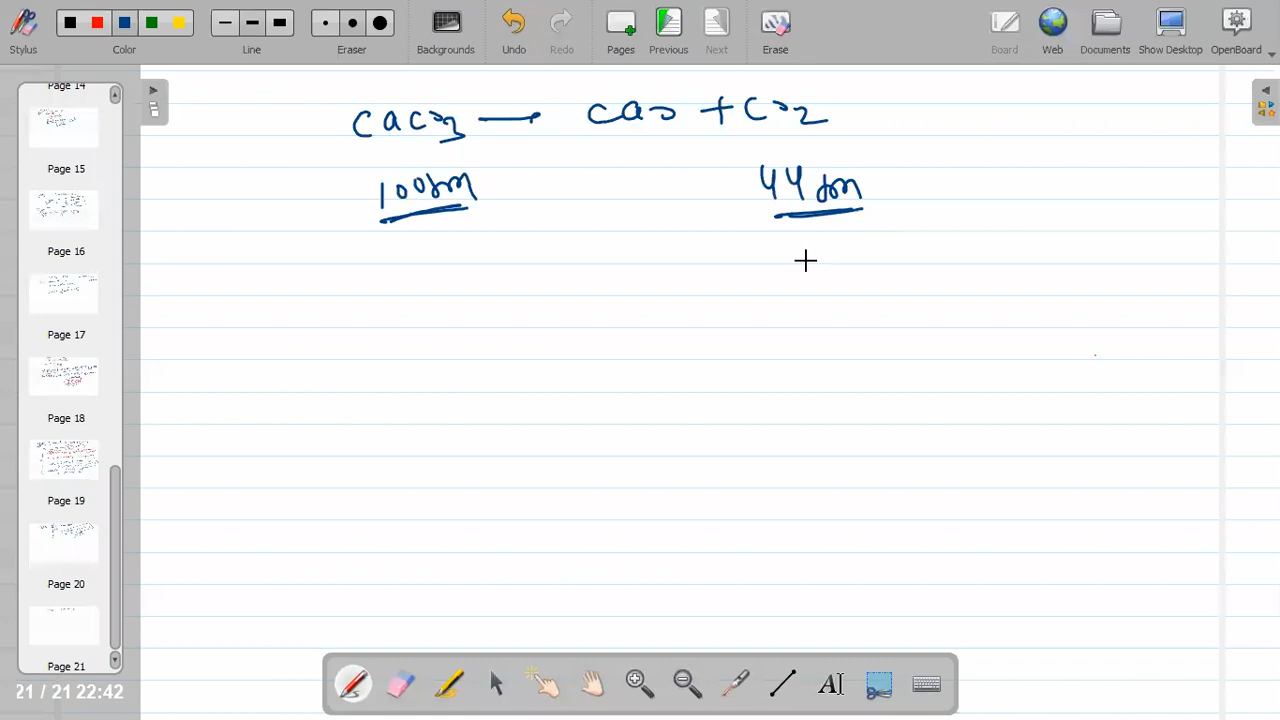 Stylus
Color
Line
Eraser
Backgrounds
Undo
Redo
Pages
Previous
Next
Erase
Board
Web
Documents
Show Desktop
OpenBoard
CaCO3 → CaO + CO2
100gm 44gm
Page 14
Page 15
Page 16
Page 17
Page 18
Page 19
Page 20
Page 21
21 / 21 22:42